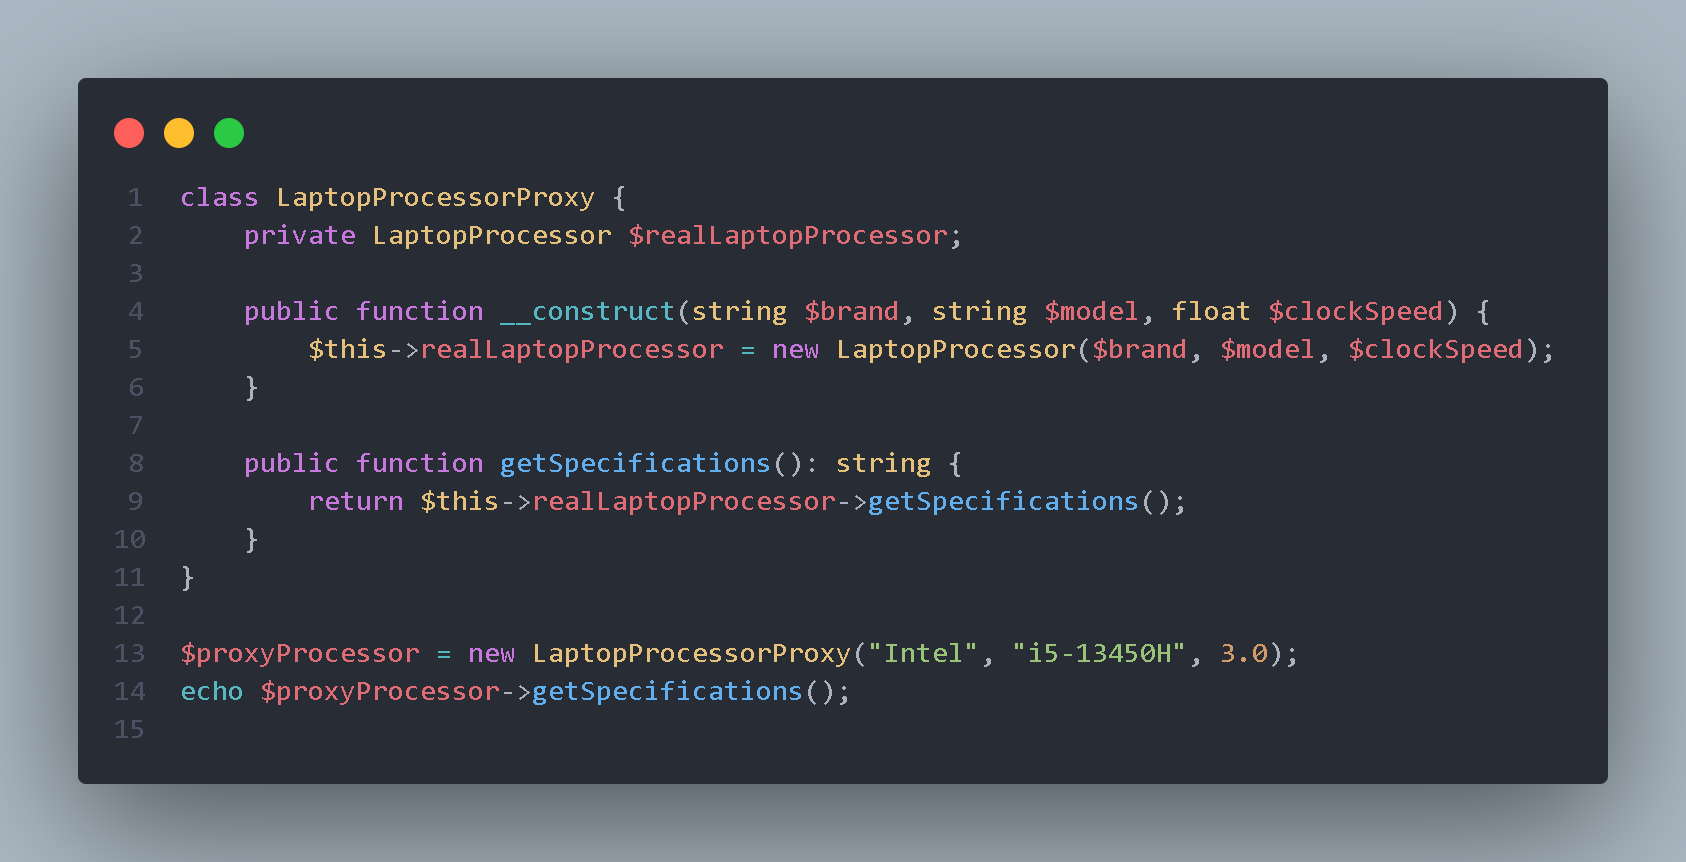 1 class LaptopProcessorProxy {
2     private LaptopProcessor $realLaptopProcessor;
3
4     public function __construct(string $brand, string $model, float $clockSpeed) {
5         $this->realLaptopProcessor = new LaptopProcessor($brand, $model, $clockSpeed);
6     }
7
8     public function getSpecifications(): string {
9         return $this->realLaptopProcessor->getSpecifications();
10     }
11 }
12
13 $proxyProcessor = new LaptopProcessorProxy("Intel", "i5-13450H", 3.0);
14 echo $proxyProcessor->getSpecifications();
15